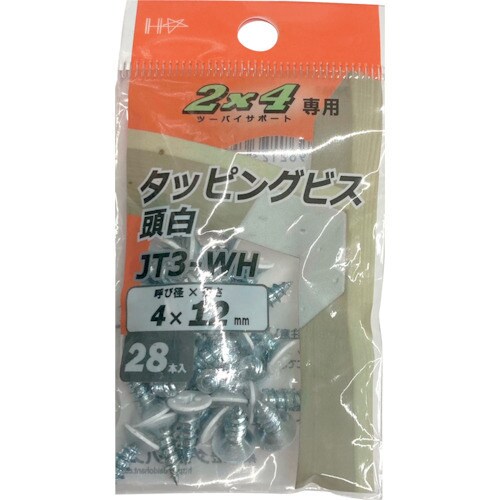 2×4専用
ツーバイサポート
タッピングビス
頭白
JT3-WH
呼び径×長さ
4×12mm
28本入